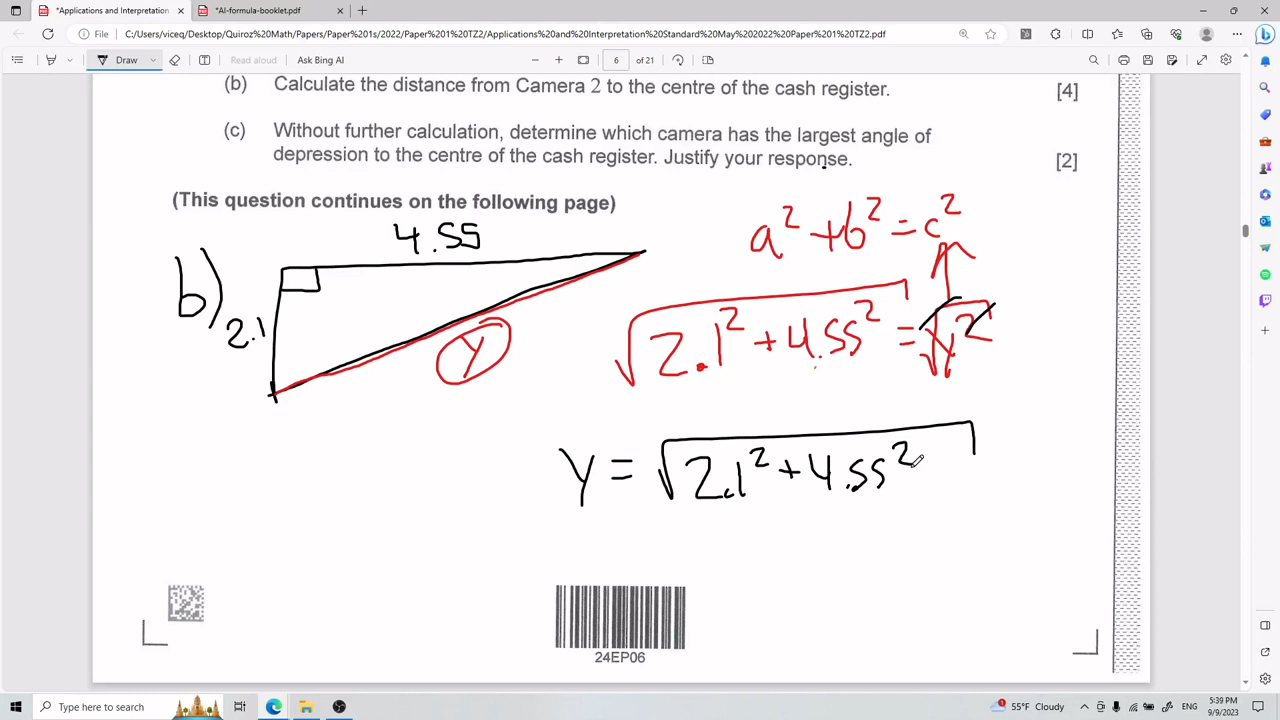 *Applications and Interpretation
*AI-formula-booklet.pdf
File
C:/Users/viceq/Desktop/Quiroz%20Math/Papers/Paper%201s/2022/Paper%201%20TZ2/Applications%20and%20Interpretation%20Standard%20May%202022%20Paper%201%20TZ2.pdf
Draw
Read aloud
Ask Bing AI
6 of 21
(b) Calculate the distance from Camera 2 to the centre of the cash register. [4]
(c) Without further calculation, determine which camera has the largest angle of
depression to the centre of the cash register. Justify your response. [2]
(This question continues on the following page)
4.55
a² + b² = c²
b)
2.1
y
√2.1² + 4.55² = √y²
y = √2.1² + 4.55²
24EP06
Type here to search
55°F Cloudy
5:39 PM
9/9/2023